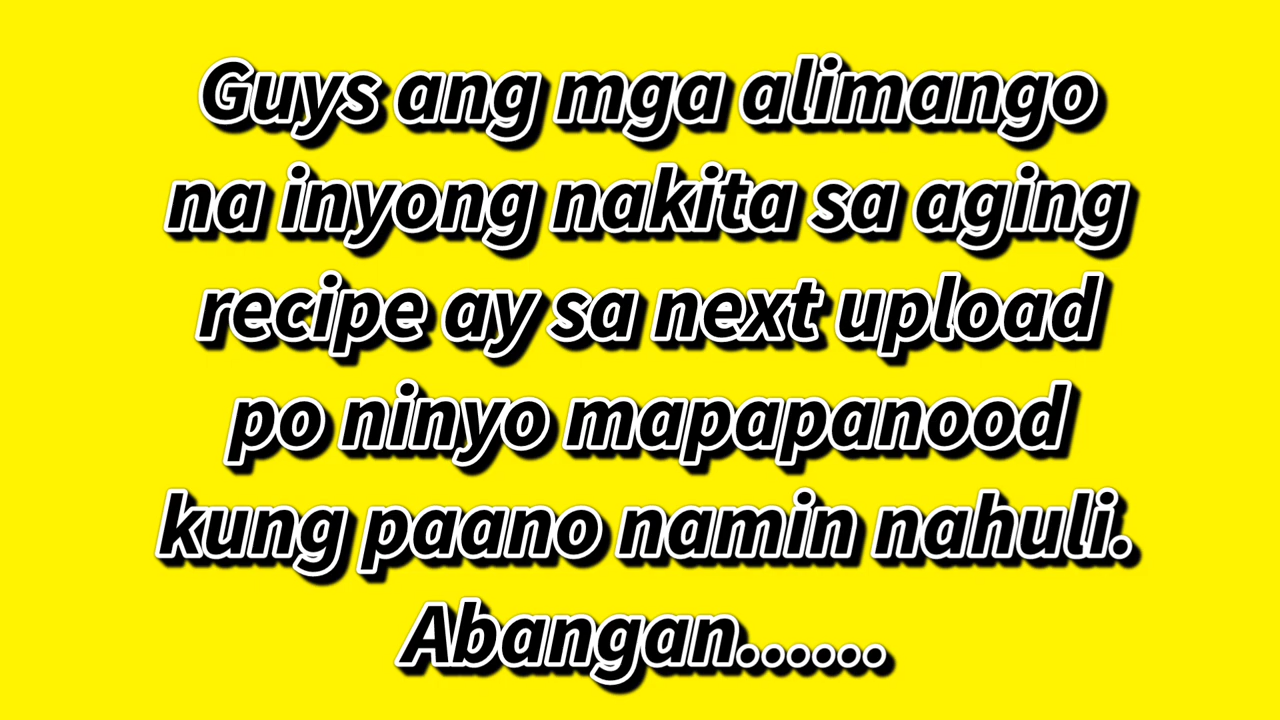 Guys ang mga alimango
na inyong nakita sa aging
recipe ay sa next upload
po ninyo mapapanood
kung paano namin nahuli.
Abangan......